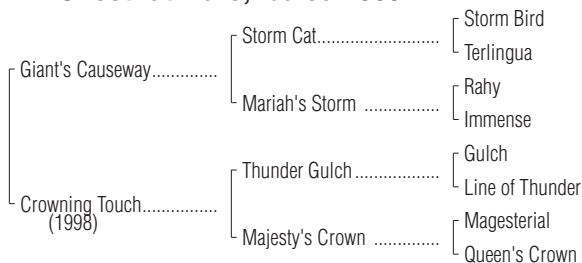 Storm Bird
Storm Cat........................
Terlingua
Giant's Causeway.............
Rahy
Mariah's Storm ...............
Immense
Gulch
Thunder Gulch.................
Line of Thunder
Crowning Touch...............
(1998)
Magesterial
Majesty's Crown .............
Queen's Crown